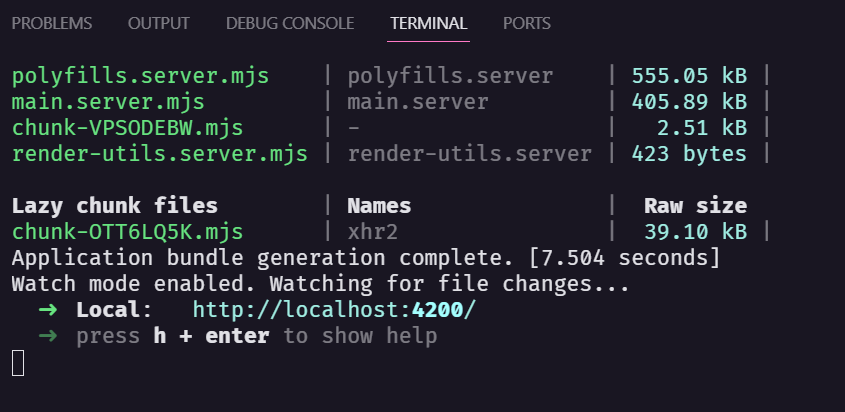 PROBLEMS OUTPUT DEBUG CONSOLE TERMINAL PORTS
polyfills.server.mjs | polyfills.server | 555.05 kB |
main.server.mjs | main.server | 405.89 kB |
chunk-VPSODEBW.mjs | - | 2.51 kB |
render-utils.server.mjs | render-utils.server | 423 bytes |
Lazy chunk files | Names | Raw size
chunk-OTT6LQ5K.mjs | xhr2 | 39.10 kB |
Application bundle generation complete. [7.504 seconds]
Watch mode enabled. Watching for file changes...
➜ Local: http://localhost:4200/
➜ press h + enter to show help